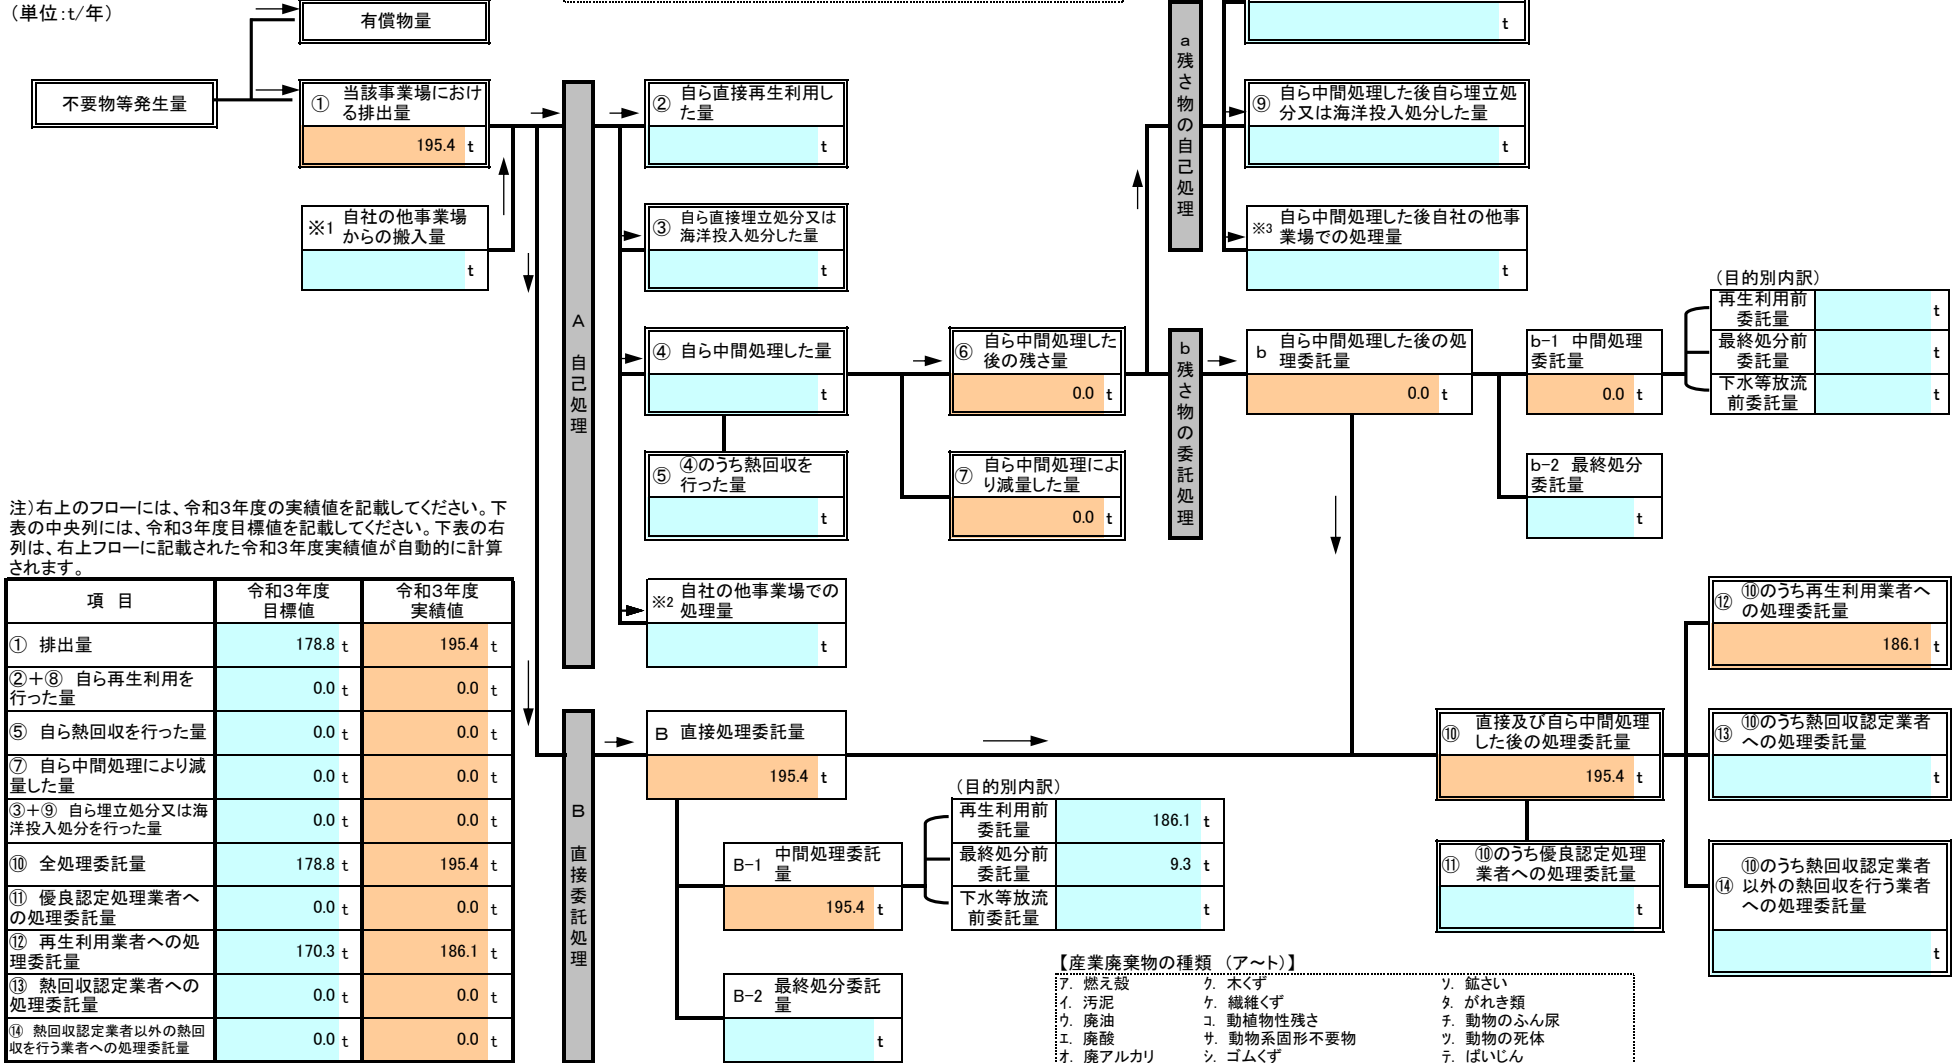 （単位：t/年）
有償物量
不要物等発生量
① 当該事業場におけ
る排出量
195.4 t
※1 自社の他事業場
からの搬入量
t
A 自己処理
② 自ら直接再生利用し
た量
t
③ 自ら直接埋立処分又は
海洋投入処分した量
t
④ 自ら中間処理した量
t
⑤ ④のうち熱回収を
行った量
t
※2 自社の他事業場での
処理量
t
⑥ 自ら中間処理した
後の残さ量
0.0 t
⑦ 自ら中間処理によ
り減量した量
0.0 t
a 残さ物の自己処理
t
⑨ 自ら中間処理した後自ら埋立処
分又は海洋投入処分した量
t
※3 自ら中間処理した後自社の他事
業場での処理量
t
b 残さ物の委託処理
b 自ら中間処理した後の処
理委託量
0.0 t
b-1 中間処理
委託量
0.0 t
（目的別内訳）
再生利用前
委託量
t
最終処分前
委託量
t
下水等放流
前委託量
t
b-2 最終処分
委託量
t
注）右上のフローには、令和3年度の実績値を記載してください。下
表の中央列には、令和3年度目標値を記載してください。下表の右
列は、右上フローに記載された令和3年度実績値が自動的に計算
されます。
項 目 令和3年度
目標値 令和3年度
実績値
① 排出量 178.8 t 195.4 t
②＋⑧ 自ら再生利用を
行った量 0.0 t 0.0 t
⑤ 自ら熱回収を行った量 0.0 t 0.0 t
⑦ 自ら中間処理により減
量した量 0.0 t 0.0 t
③＋⑨ 自ら埋立処分又は海
洋投入処分を行った量 0.0 t 0.0 t
⑩ 全処理委託量 178.8 t 195.4 t
⑪ 優良認定処理業者へ
の処理委託量 0.0 t 0.0 t
⑫ 再生利用業者への処
理委託量 170.3 t 186.1 t
⑬ 熱回収認定業者への
処理委託量 0.0 t 0.0 t
⑭ 熱回収認定業者以外の熱回
収を行う業者への処理委託量 0.0 t 0.0 t
B 直接委託処理
B 直接処理委託量
195.4 t
B-1 中間処理委託
量
195.4 t
（目的別内訳）
再生利用前
委託量
186.1 t
最終処分前
委託量
9.3 t
下水等放流
前委託量
t
B-2 最終処分委託
量
t
⑩ 直接及び自ら中間処理
した後の処理委託量
195.4 t
⑪ ⑩のうち優良認定処理
業者への処理委託量
t
⑫ ⑩のうち再生利用業者へ
の処理委託量
186.1 t
⑬ ⑩のうち熱回収認定業者
への処理委託量
t
⑭ ⑩のうち熱回収認定業者
以外の熱回収を行う業者
への処理委託量
t
【産業廃棄物の種類 （ア～ト）】
ア. 燃え殻 ク. 木くず ソ. 鉱さい
イ. 汚泥 ケ. 繊維くず タ. がれき類
ウ. 廃油 コ. 動植物性残さ チ. 動物のふん尿
エ. 廃酸 サ. 動物系固形不要物 ツ. 動物の死体
オ. 廃アルカリ シ. ゴムくず テ. ばいじん